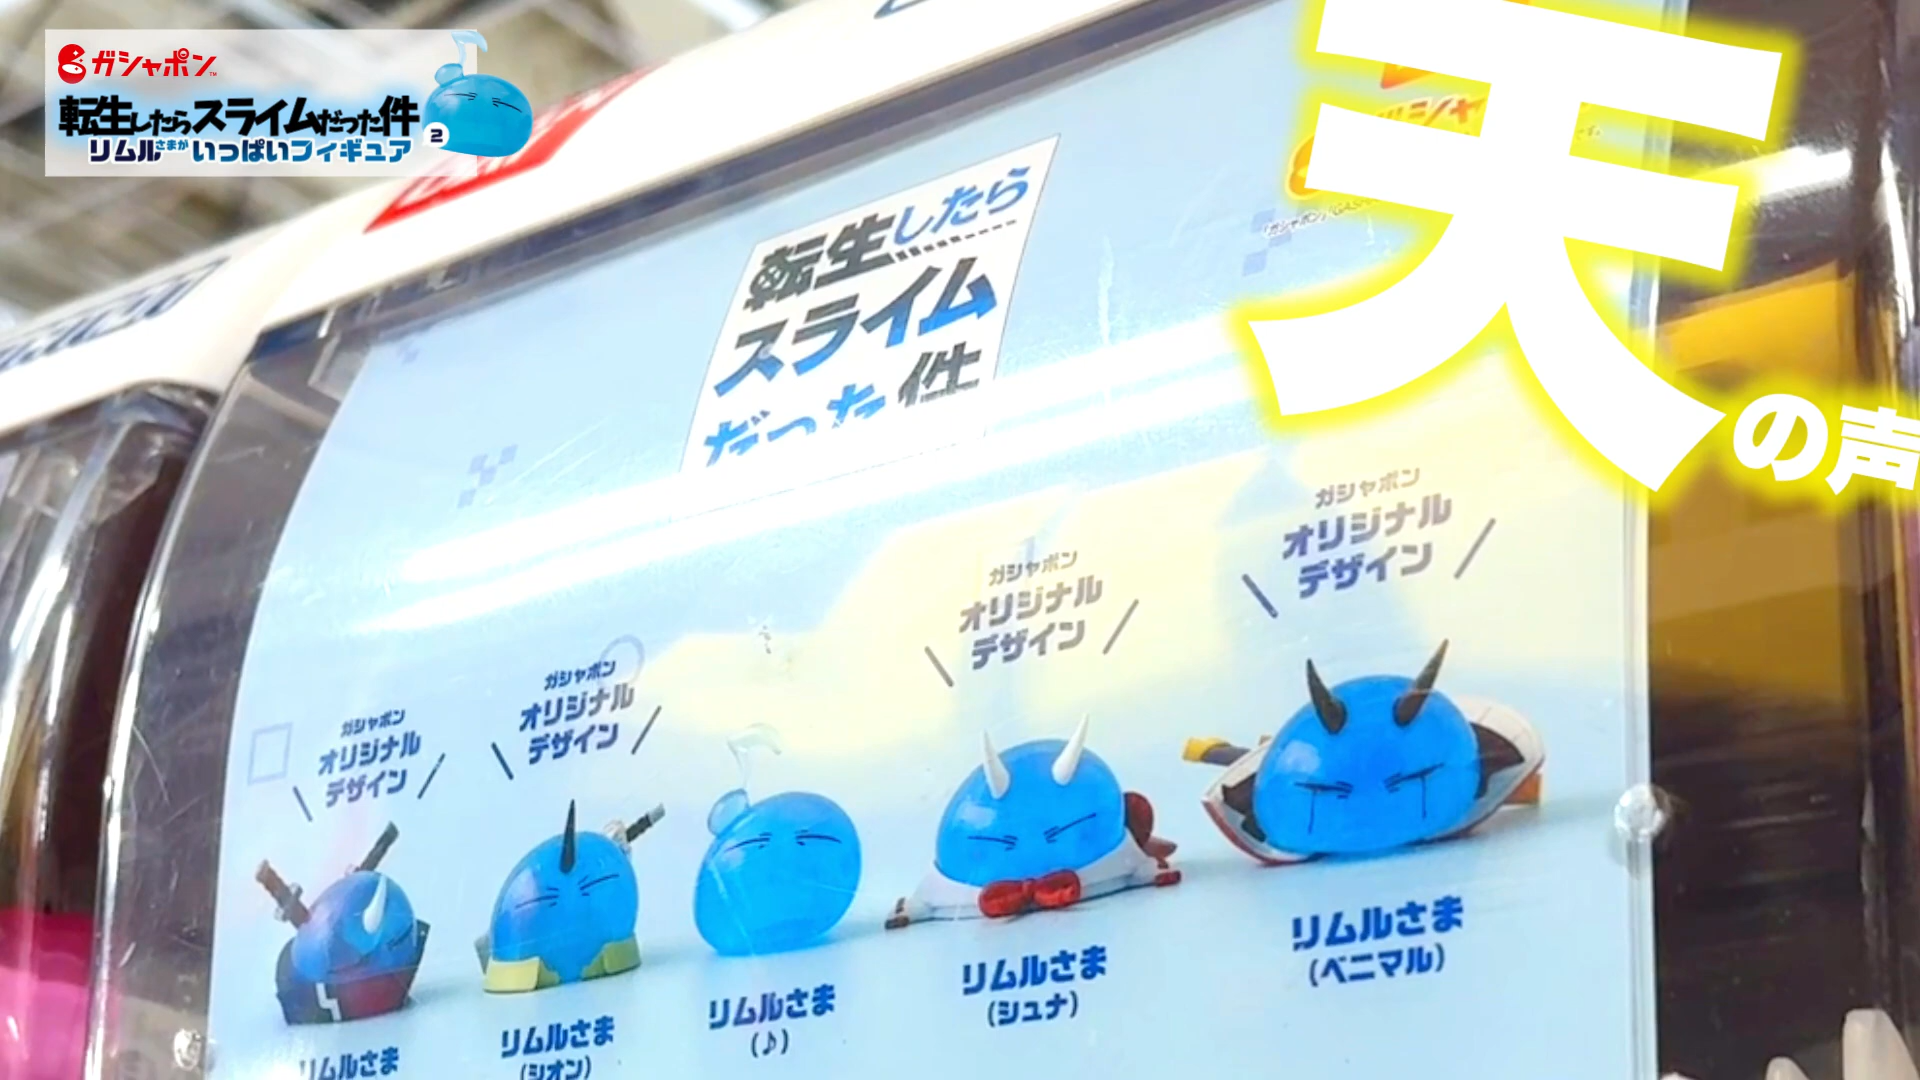 ガシャポン
転生したらスライムだった件
リムルさまがいっぱいフィギュア2
天の声
転生したら
スライム
だった件
ガシャポン
オリジナル
デザイン
ガシャポン
オリジナル
デザイン
ガシャポン
オリジナル
デザイン
ガシャポン
オリジナル
デザイン
リムルさま
リムルさま
(シオン)
リムルさま
(♪)
リムルさま
(シュナ)
リムルさま
(ベニマル)